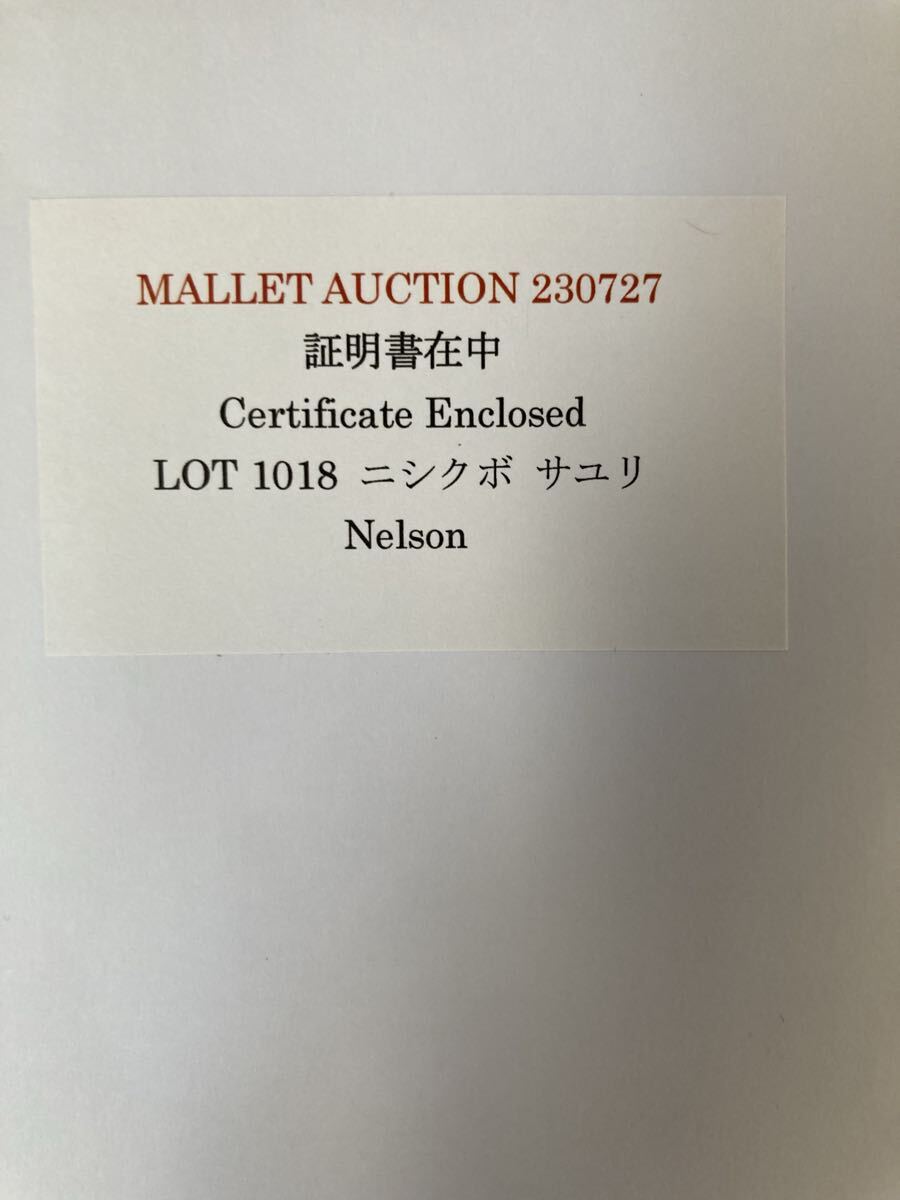 MALLET AUCTION 230727
証明書在中
Certificate Enclosed
LOT 1018 ニシクボ サユリ
Nelson